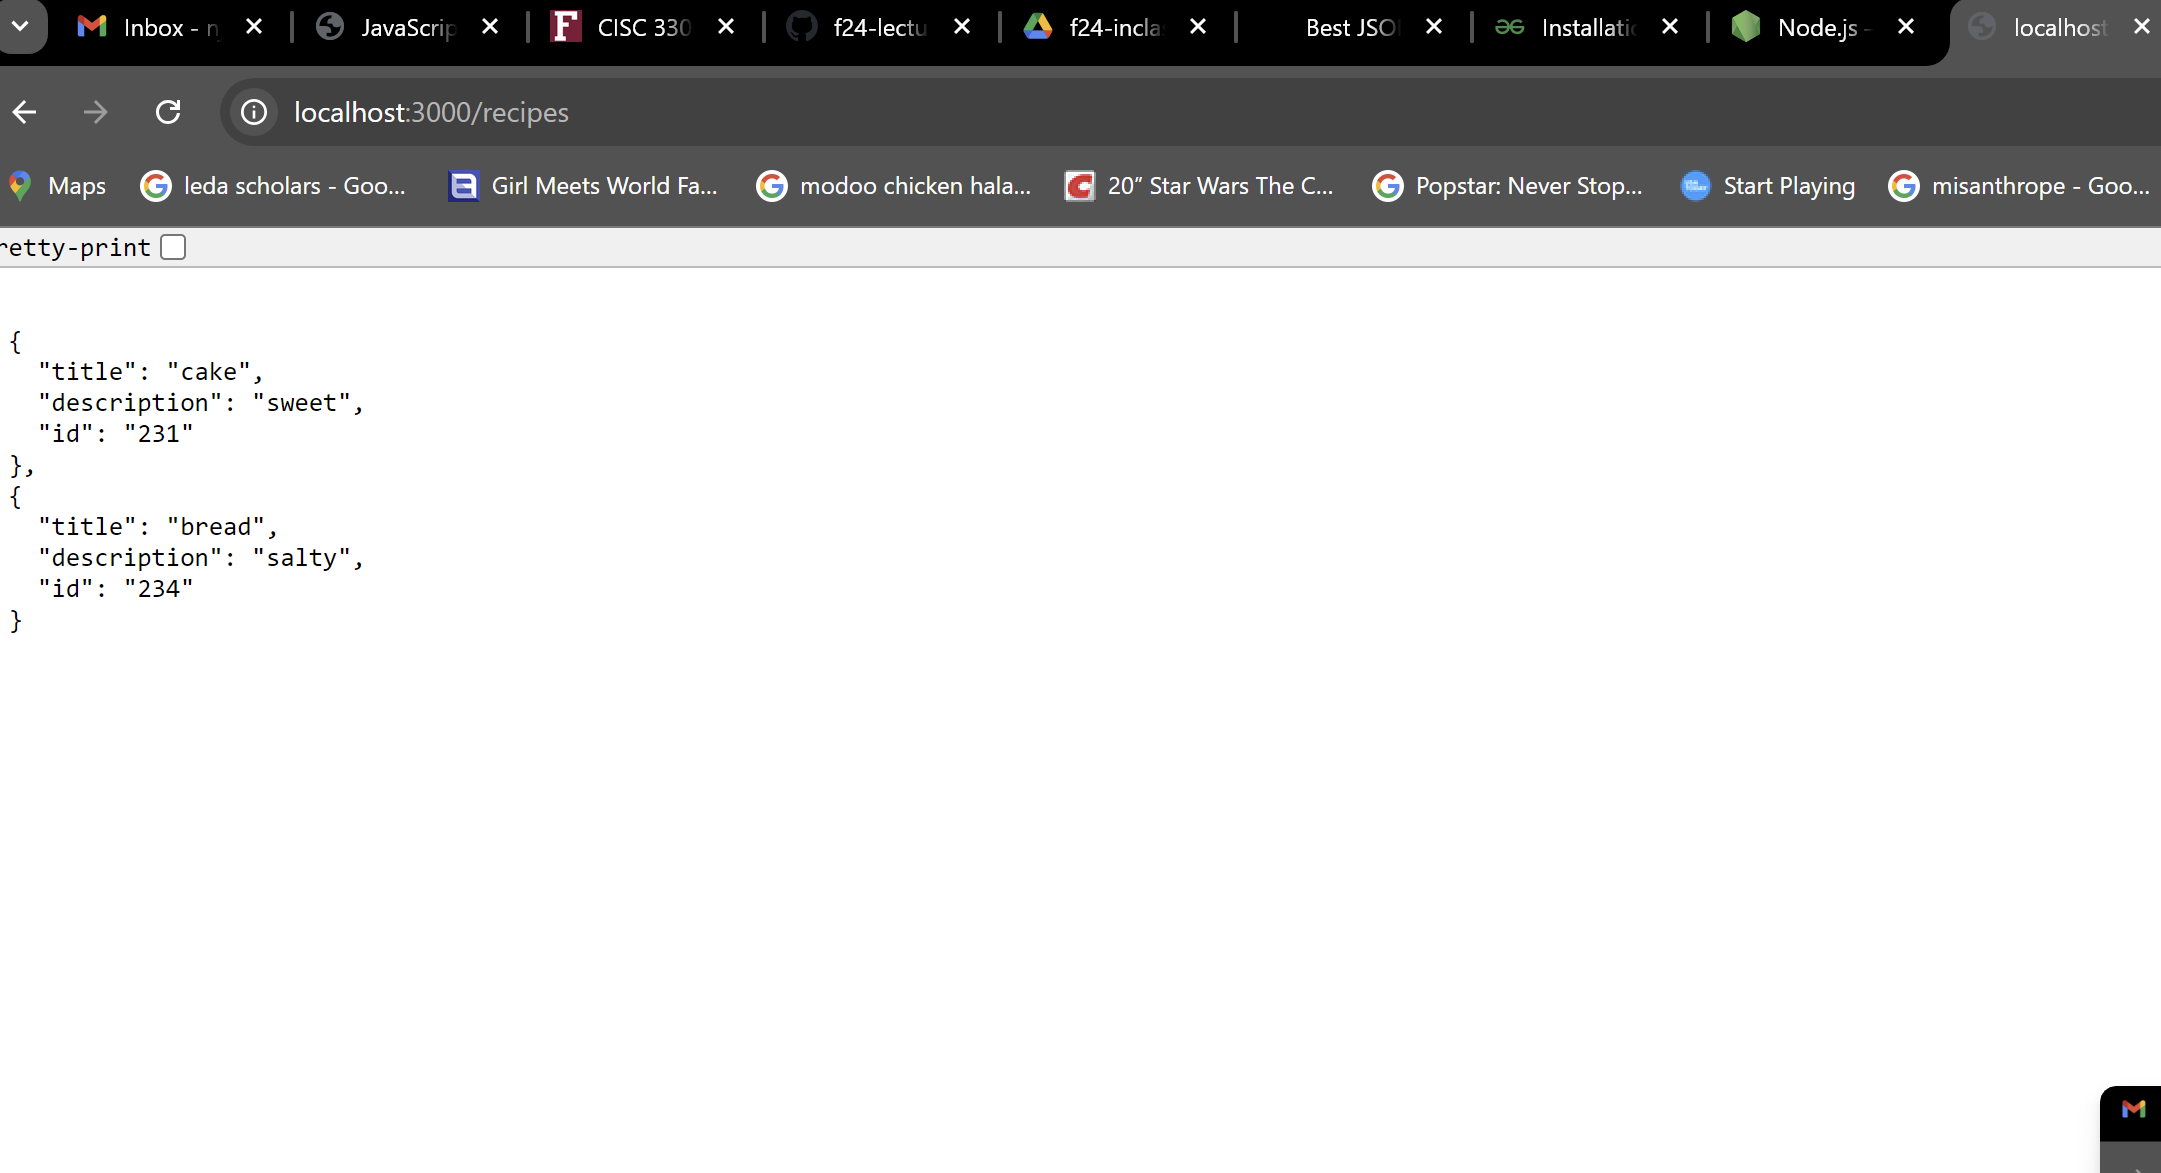 Inbox - n
JavaScrip
CISC 330
f24-lectu
f24-incla
Best JSO
Installati
Node.js -
localhost
localhost:3000/recipes
Maps
leda scholars - Goo...
Girl Meets World Fa...
modoo chicken hala...
20” Star Wars The C...
Popstar: Never Stop...
Start Playing
misanthrope - Goo...
retty-print
{
"title": "cake",
"description": "sweet",
"id": "231"
},
{
"title": "bread",
"description": "salty",
"id": "234"
}